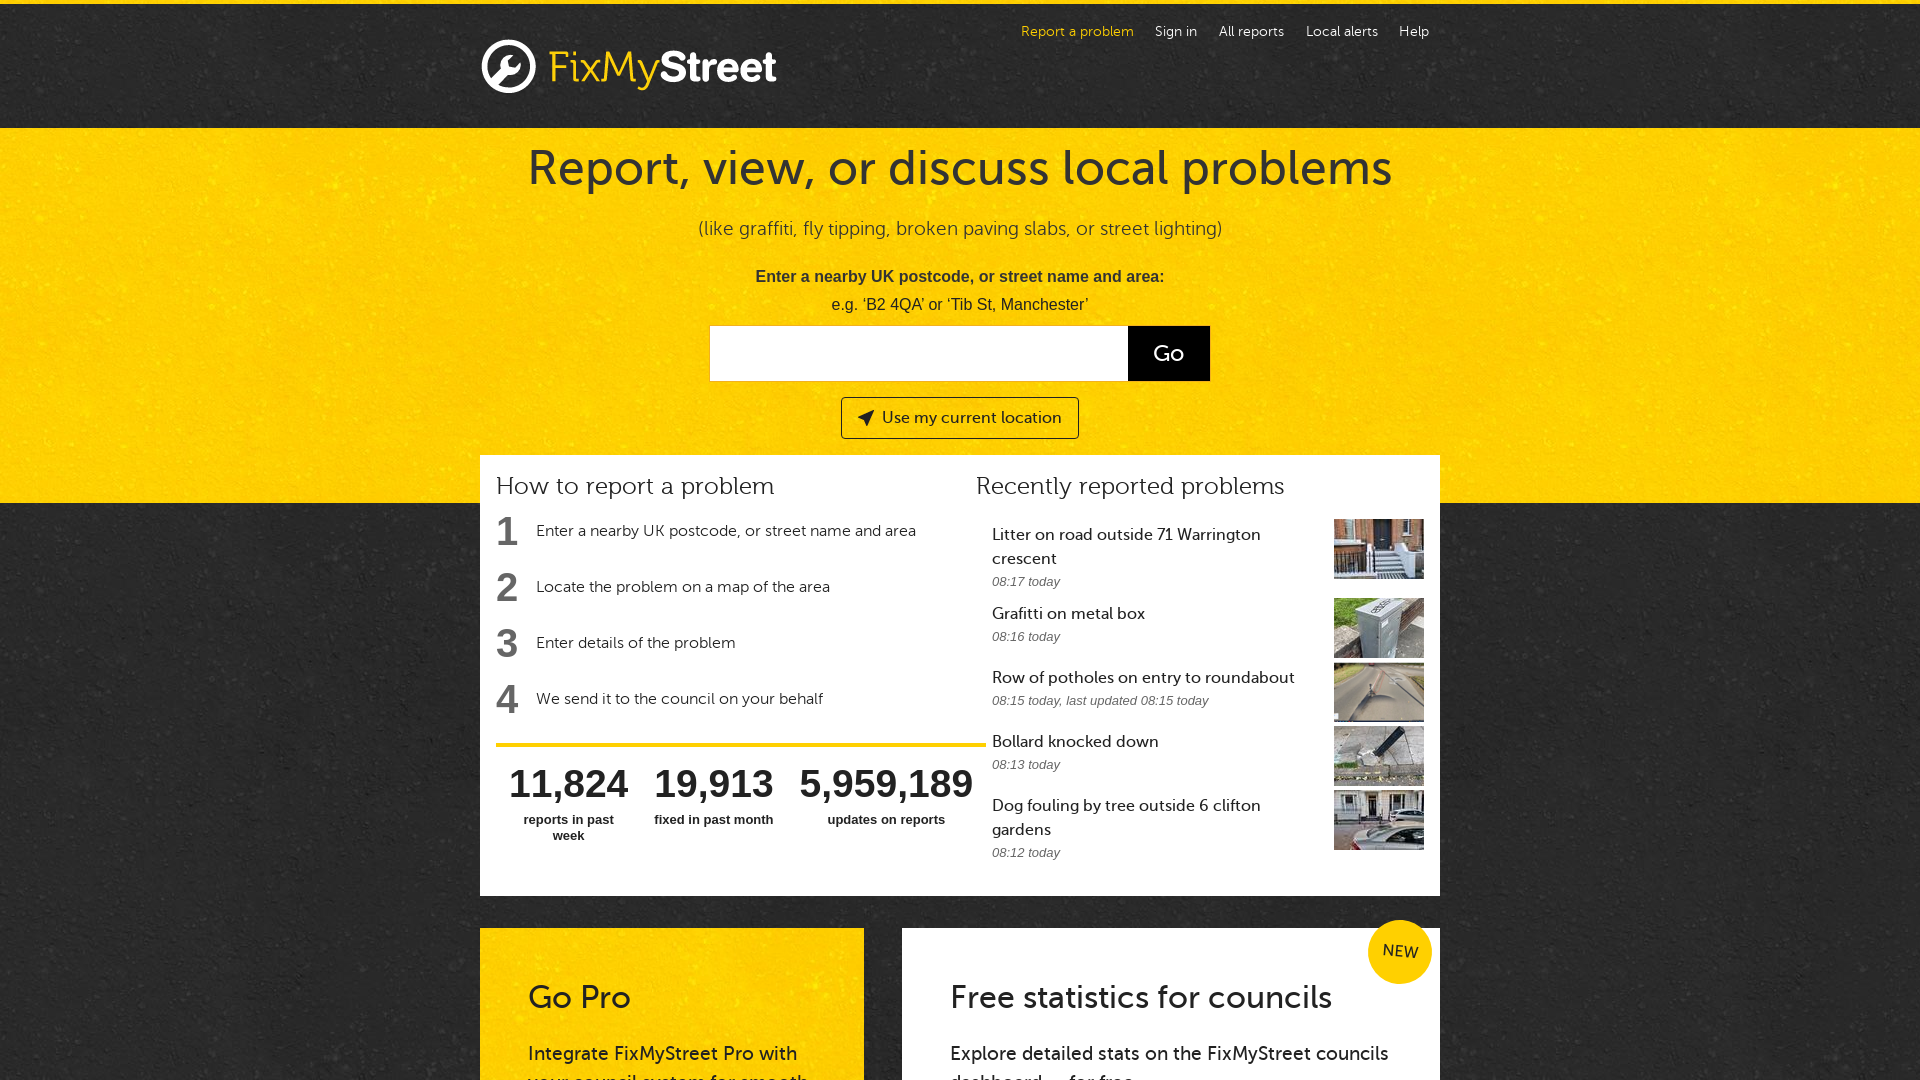 Report a problem Sign in All reports Local alerts Help
FixMyStreet
Report, view, or discuss local problems
(like graffiti, fly tipping, broken paving slabs, or street lighting)
Enter a nearby UK postcode, or street name and area:
e.g. ‘B2 4QA’ or ‘Tib St, Manchester’
Go
Use my current location
How to report a problem
1 Enter a nearby UK postcode, or street name and area
2 Locate the problem on a map of the area
3 Enter details of the problem
4 We send it to the council on your behalf
11,824 19,913 5,959,189
reports in past fixed in past month updates on reports
week
Recently reported problems
Litter on road outside 71 Warrington
crescent
08:17 today
Grafitti on metal box
08:16 today
Row of potholes on entry to roundabout
08:15 today, last updated 08:15 today
Bollard knocked down
08:13 today
Dog fouling by tree outside 6 clifton
gardens
08:12 today
Go Pro
Integrate FixMyStreet Pro with
your council system for smooth
NEW
Free statistics for councils
Explore detailed stats on the FixMyStreet councils